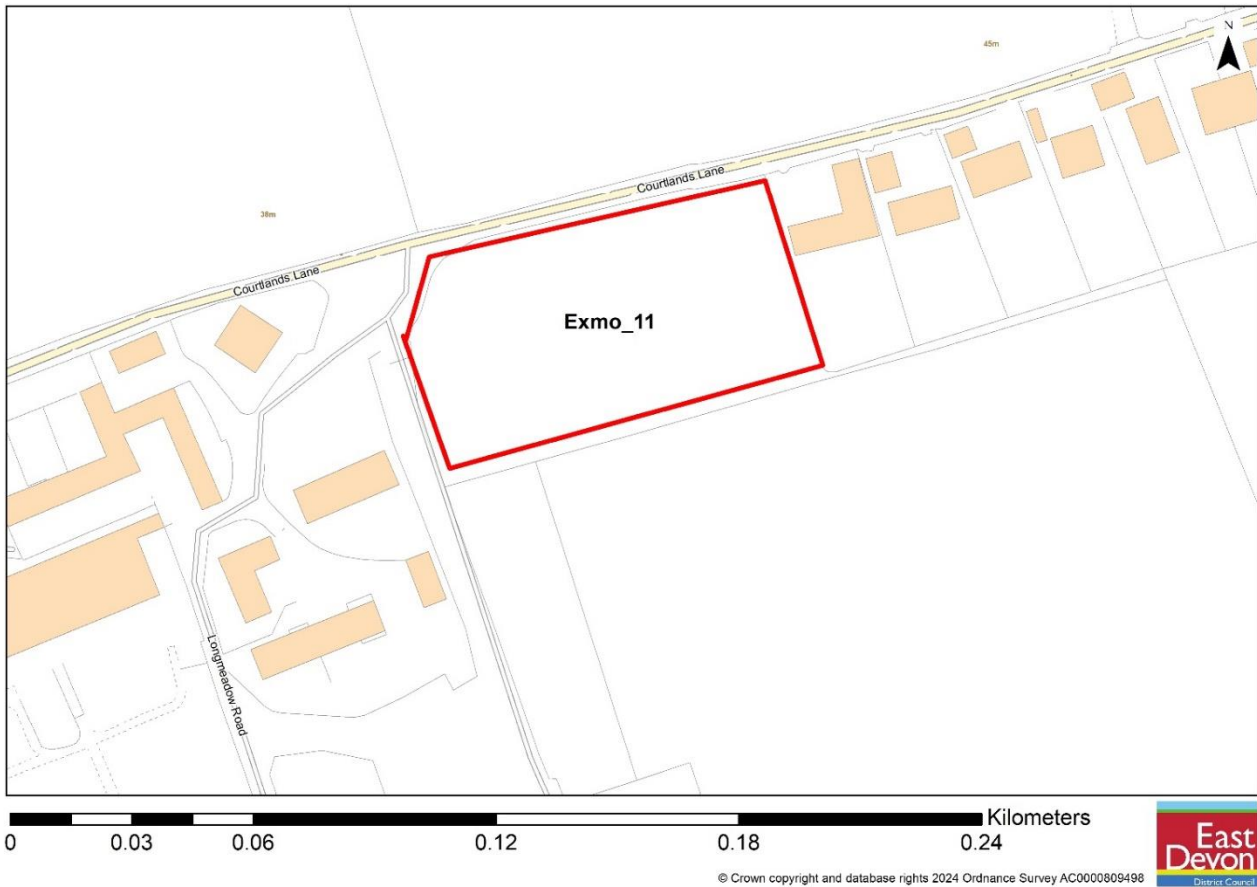 N
45m
Courtlands Lane
38m
Courtlands Lane
Exmo_11
Longmeadow Road
Kilometers
0 0.03 0.06 0.12 0.18 0.24
© Crown copyright and database rights 2024 Ordnance Survey AC0000809498
East
Devon
District Council